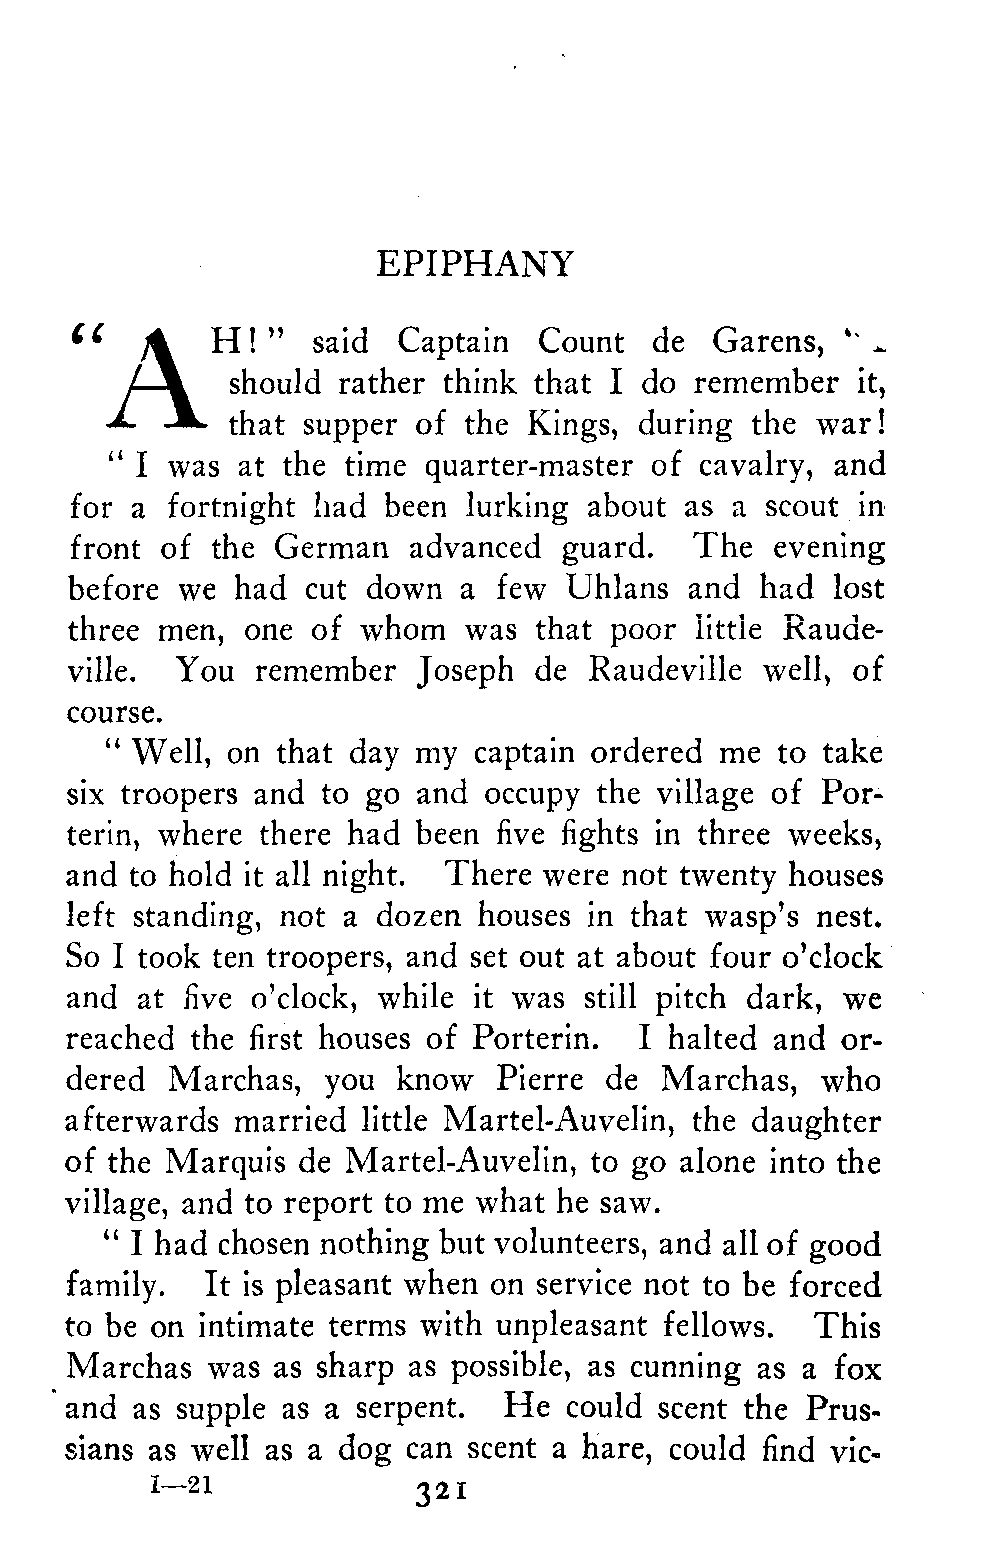 EPIPHANY
“AH!” said Captain Count de Garens, “
should rather think that I do remember it,
that supper of the Kings, during the war!
“I was at the time quarter-master of cavalry, and
for a fortnight had been lurking about as a scout in
front of the German advanced guard. The evening
before we had cut down a few Uhlans and had lost
three men, one of whom was that poor little Raude-
ville. You remember Joseph de Raudeville well, of
course.
“Well, on that day my captain ordered me to take
six troopers and to go and occupy the village of Por-
terin, where there had been five fights in three weeks,
and to hold it all night. There were not twenty houses
left standing, not a dozen houses in that wasp's nest.
So I took ten troopers, and set out at about four o'clock
and at five o'clock, while it was still pitch dark, we
reached the first houses of Porterin. I halted and or-
dered Marchas, you know Pierre de Marchas, who
afterwards married little Martel-Auvelin, the daughter
of the Marquis de Martel-Auvelin, to go alone into the
village, and to report to me what he saw.
“I had chosen nothing but volunteers, and all of good
family. It is pleasant when on service not to be forced
to be on intimate terms with unpleasant fellows. This
Marchas was as sharp as possible, as cunning as a fox
and as supple as a serpent. He could scent the Prus-
sians as well as a dog can scent a hare, could find vic-
I—21
321